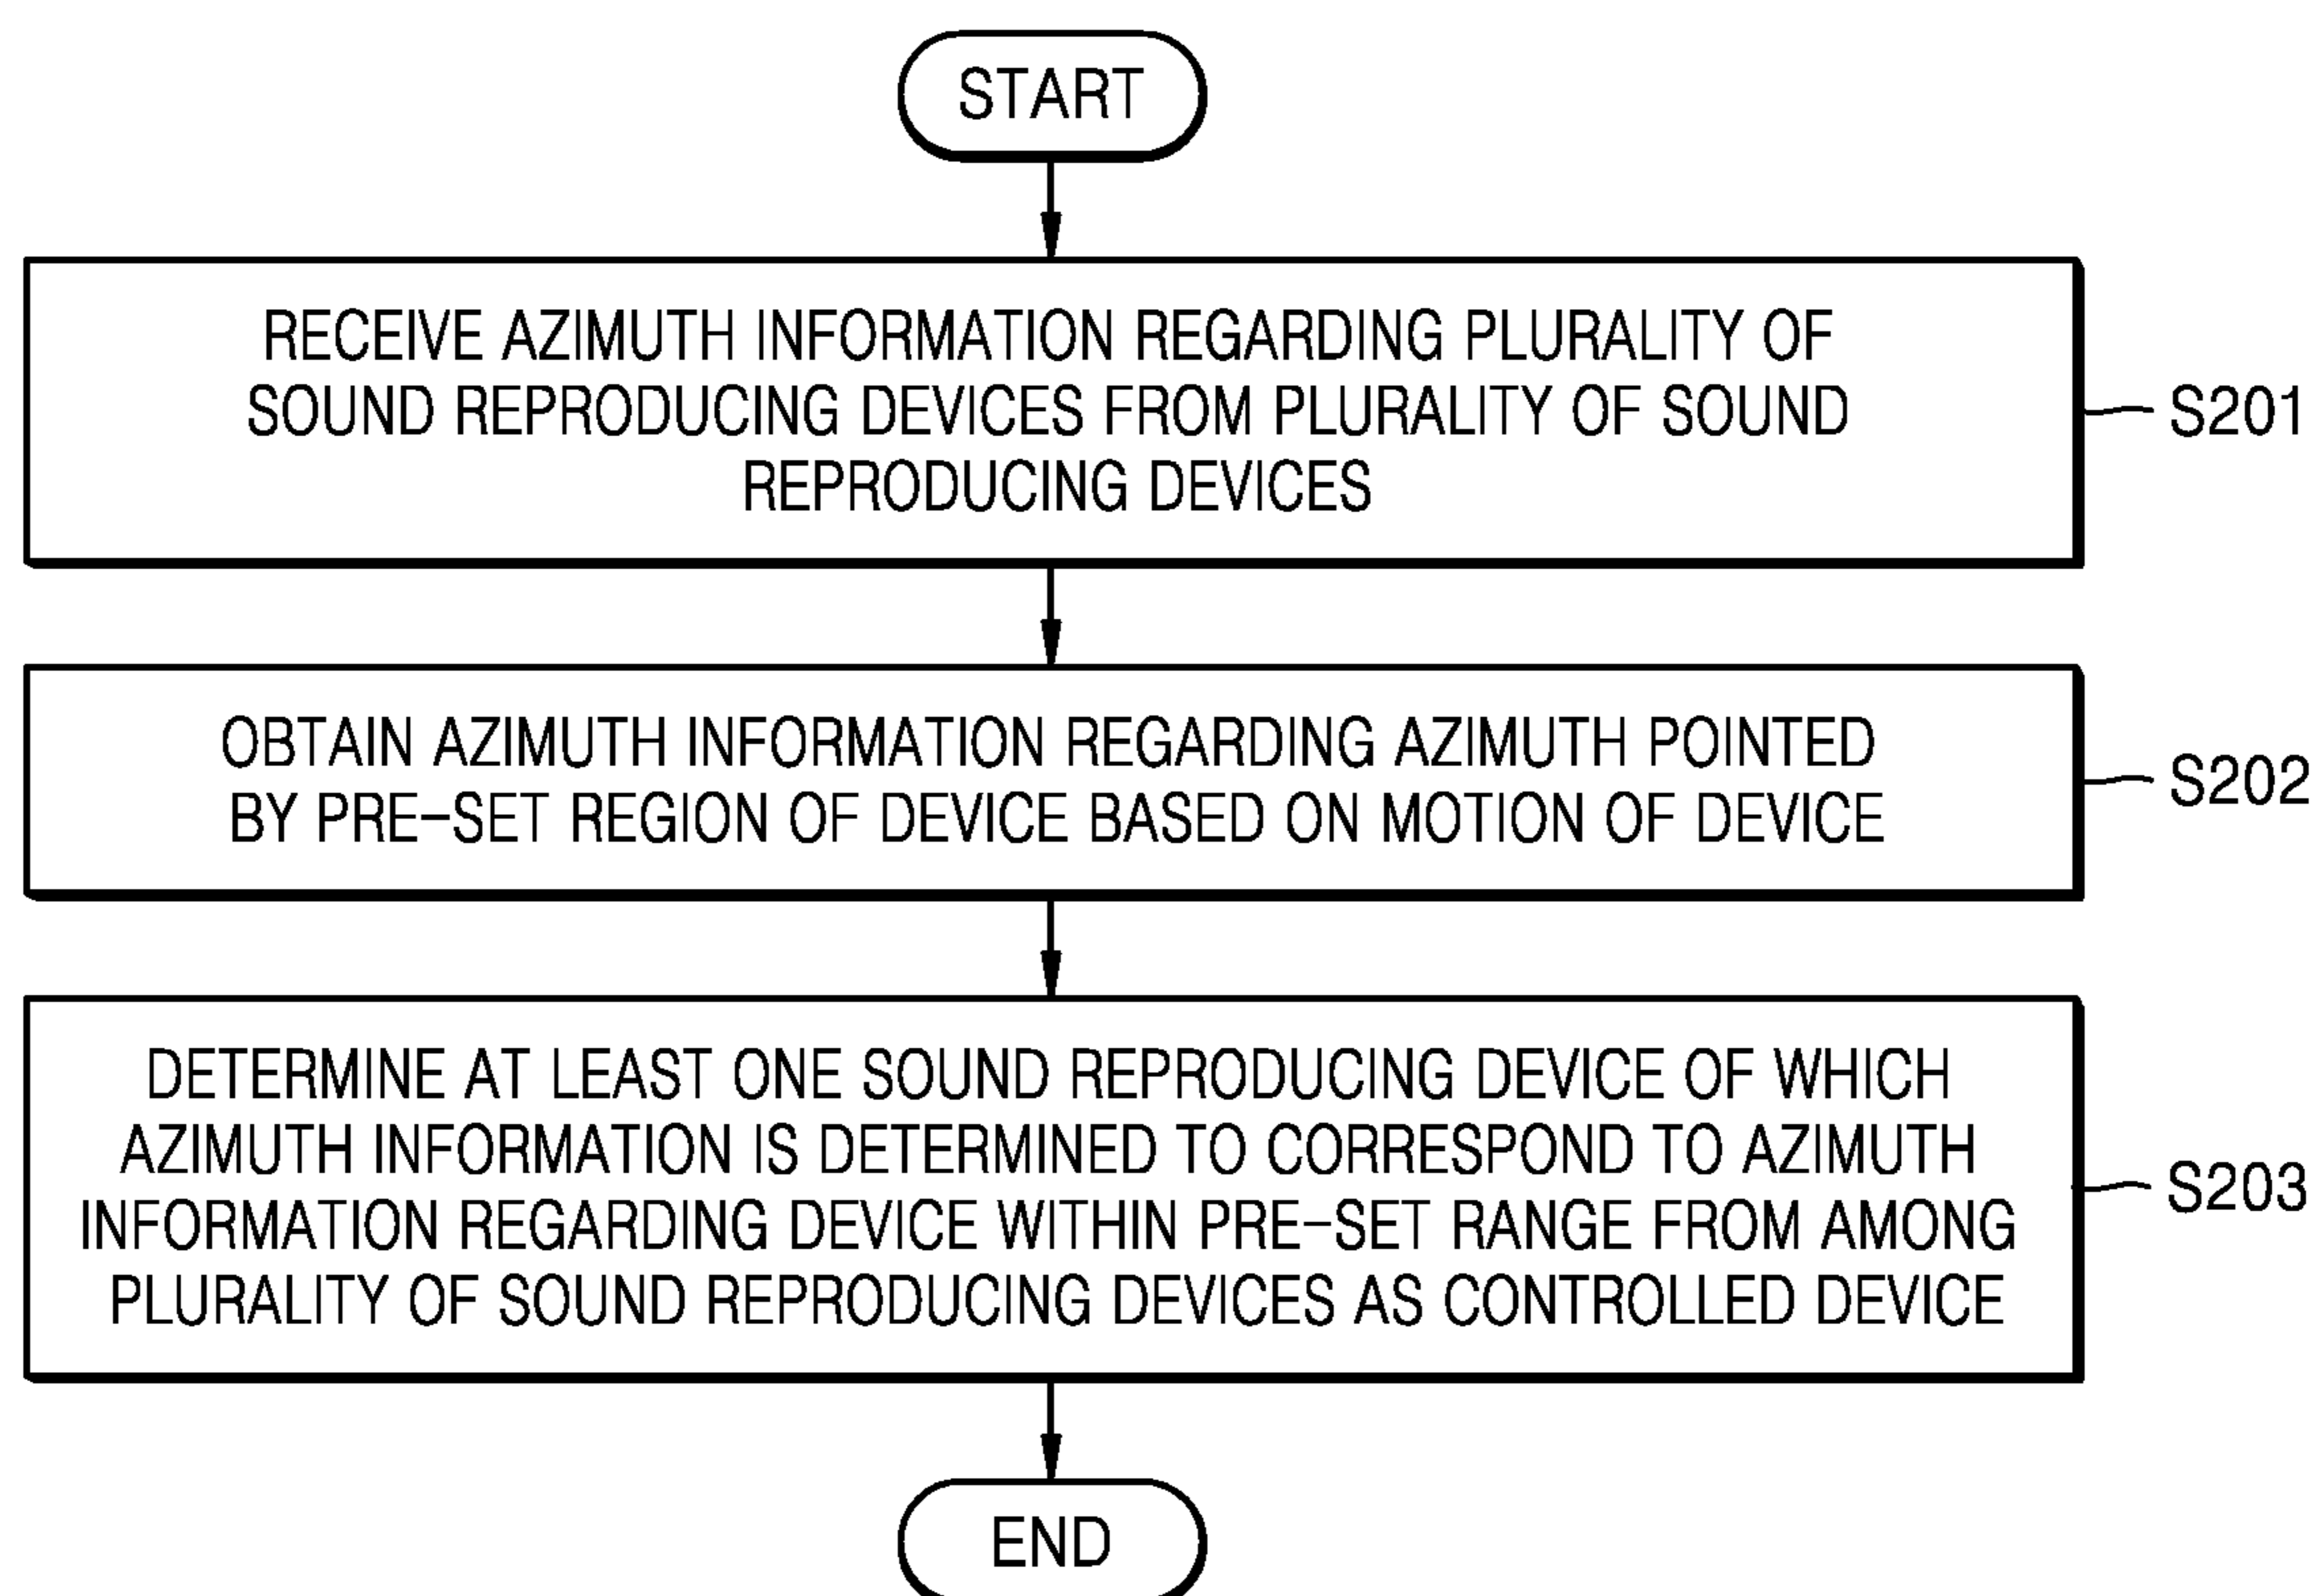 START
RECEIVE AZIMUTH INFORMATION REGARDING PLURALITY OF
SOUND REPRODUCING DEVICES FROM PLURALITY OF SOUND
REPRODUCING DEVICES
S201
OBTAIN AZIMUTH INFORMATION REGARDING AZIMUTH POINTED
BY PRE-SET REGION OF DEVICE BASED ON MOTION OF DEVICE
S202
DETERMINE AT LEAST ONE SOUND REPRODUCING DEVICE OF WHICH
AZIMUTH INFORMATION IS DETERMINED TO CORRESPOND TO AZIMUTH
INFORMATION REGARDING DEVICE WITHIN PRE-SET RANGE FROM AMONG
PLURALITY OF SOUND REPRODUCING DEVICES AS CONTROLLED DEVICE
S203
END